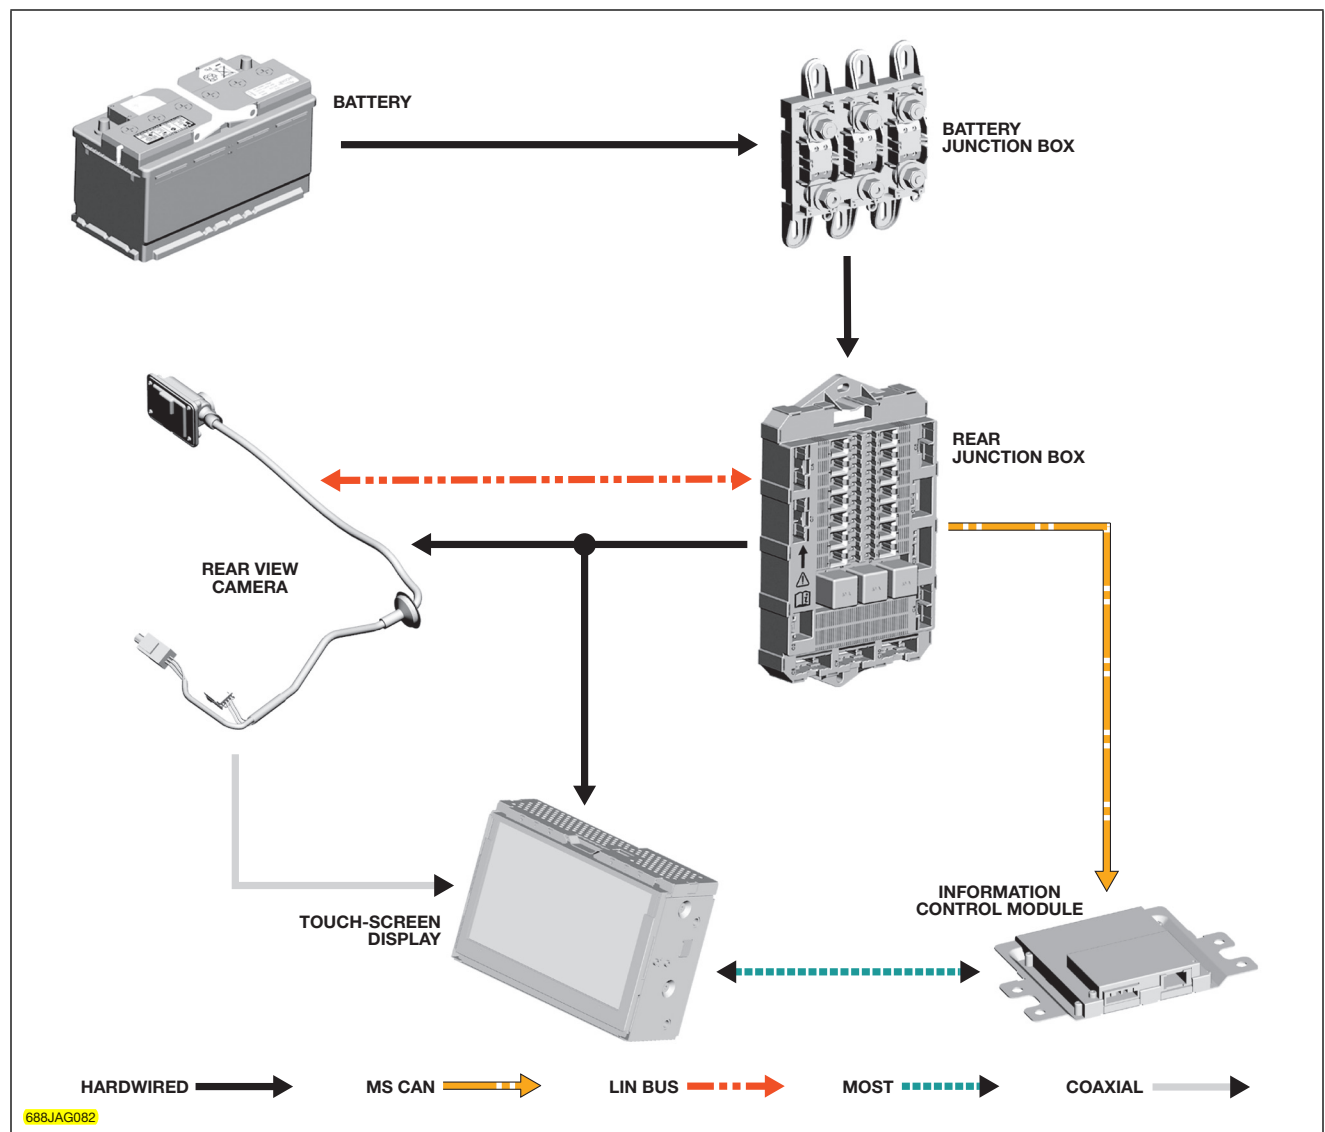 BATTERY
BATTERY
JUNCTION BOX
REAR
JUNCTION BOX
REAR VIEW
CAMERA
INFORMATION
CONTROL MODULE
TOUCH-SCREEN
DISPLAY
HARDWIRED
MS CAN
LIN BUS
MOST
COAXIAL
688JAG082